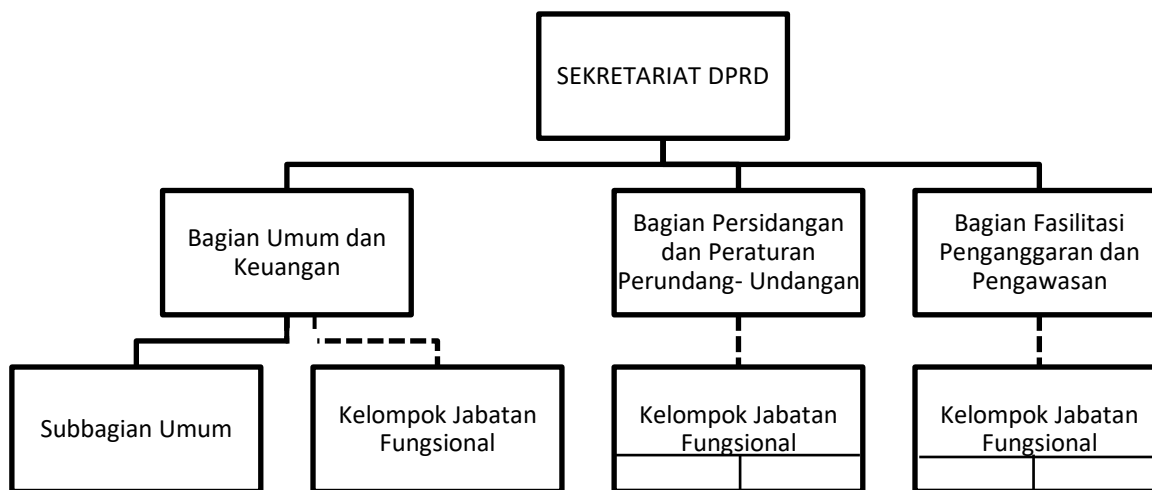 SEKRETARIAT DPRD
Bagian Umum dan
Keuangan
Bagian Persidangan
dan Peraturan
Perundang- Undangan
Bagian Fasilitasi
Penganggaran dan
Pengawasan
Subbagian Umum
Kelompok Jabatan
Fungsional
Kelompok Jabatan
Fungsional
Kelompok Jabatan
Fungsional